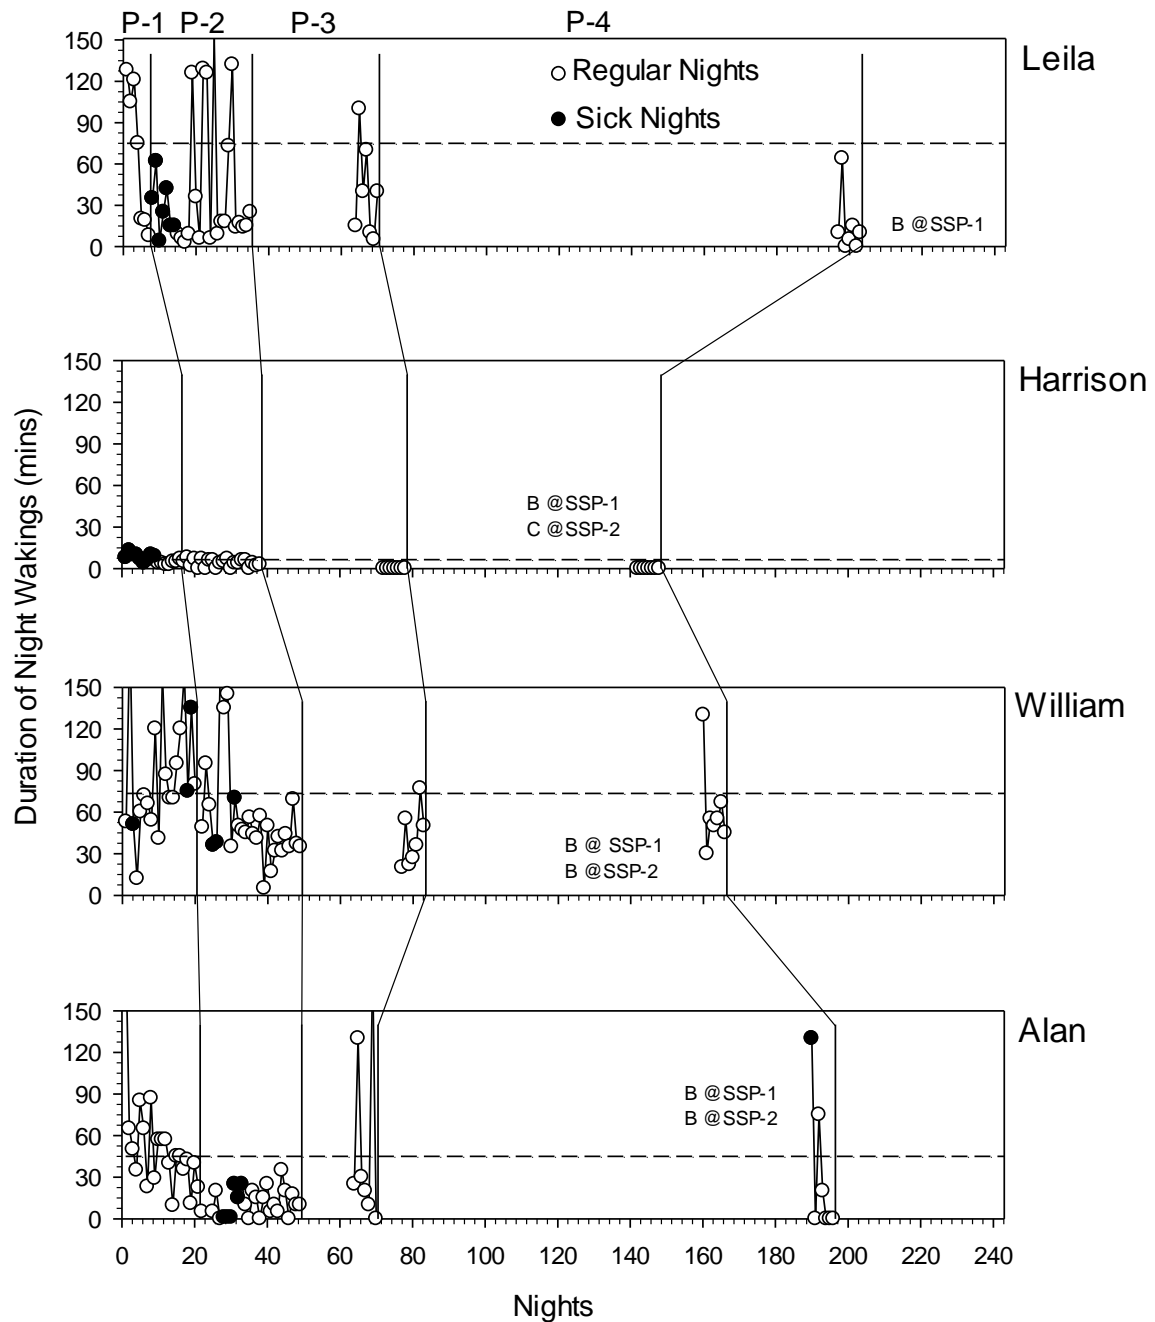 P-1 P-2 P-3 P-4
150
120
90
60
30
0
Leila
Regular Nights
Sick Nights
B @SSP-1
150
120
90
60
30
0
Harrison
B @SSP-1
C @SSP-2
150
120
90
60
30
0
William
B @ SSP-1
B @SSP-2
150
120
90
60
30
0
Alan
B @SSP-1
B @SSP-2
0 20 40 60 80 100 120 140 160 180 200 220 240
Nights
Duration of Night Wakings (mins)